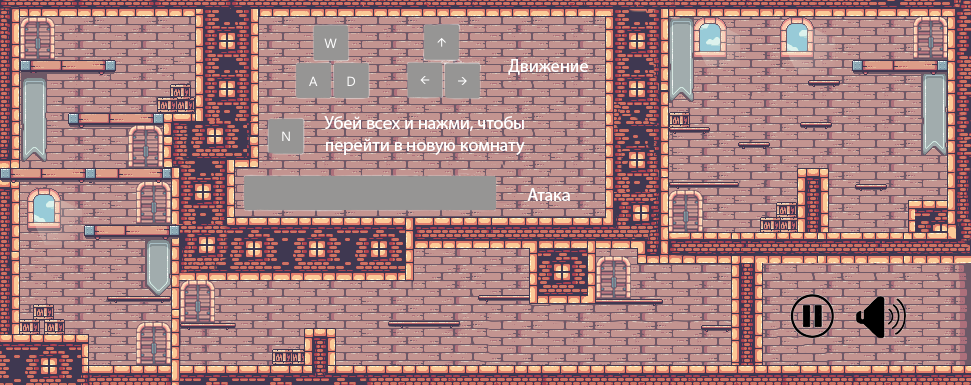 W ↑
Движение
A D ← →
N
Убей всех и нажми, чтобы
перейти в новую комнату
Атака